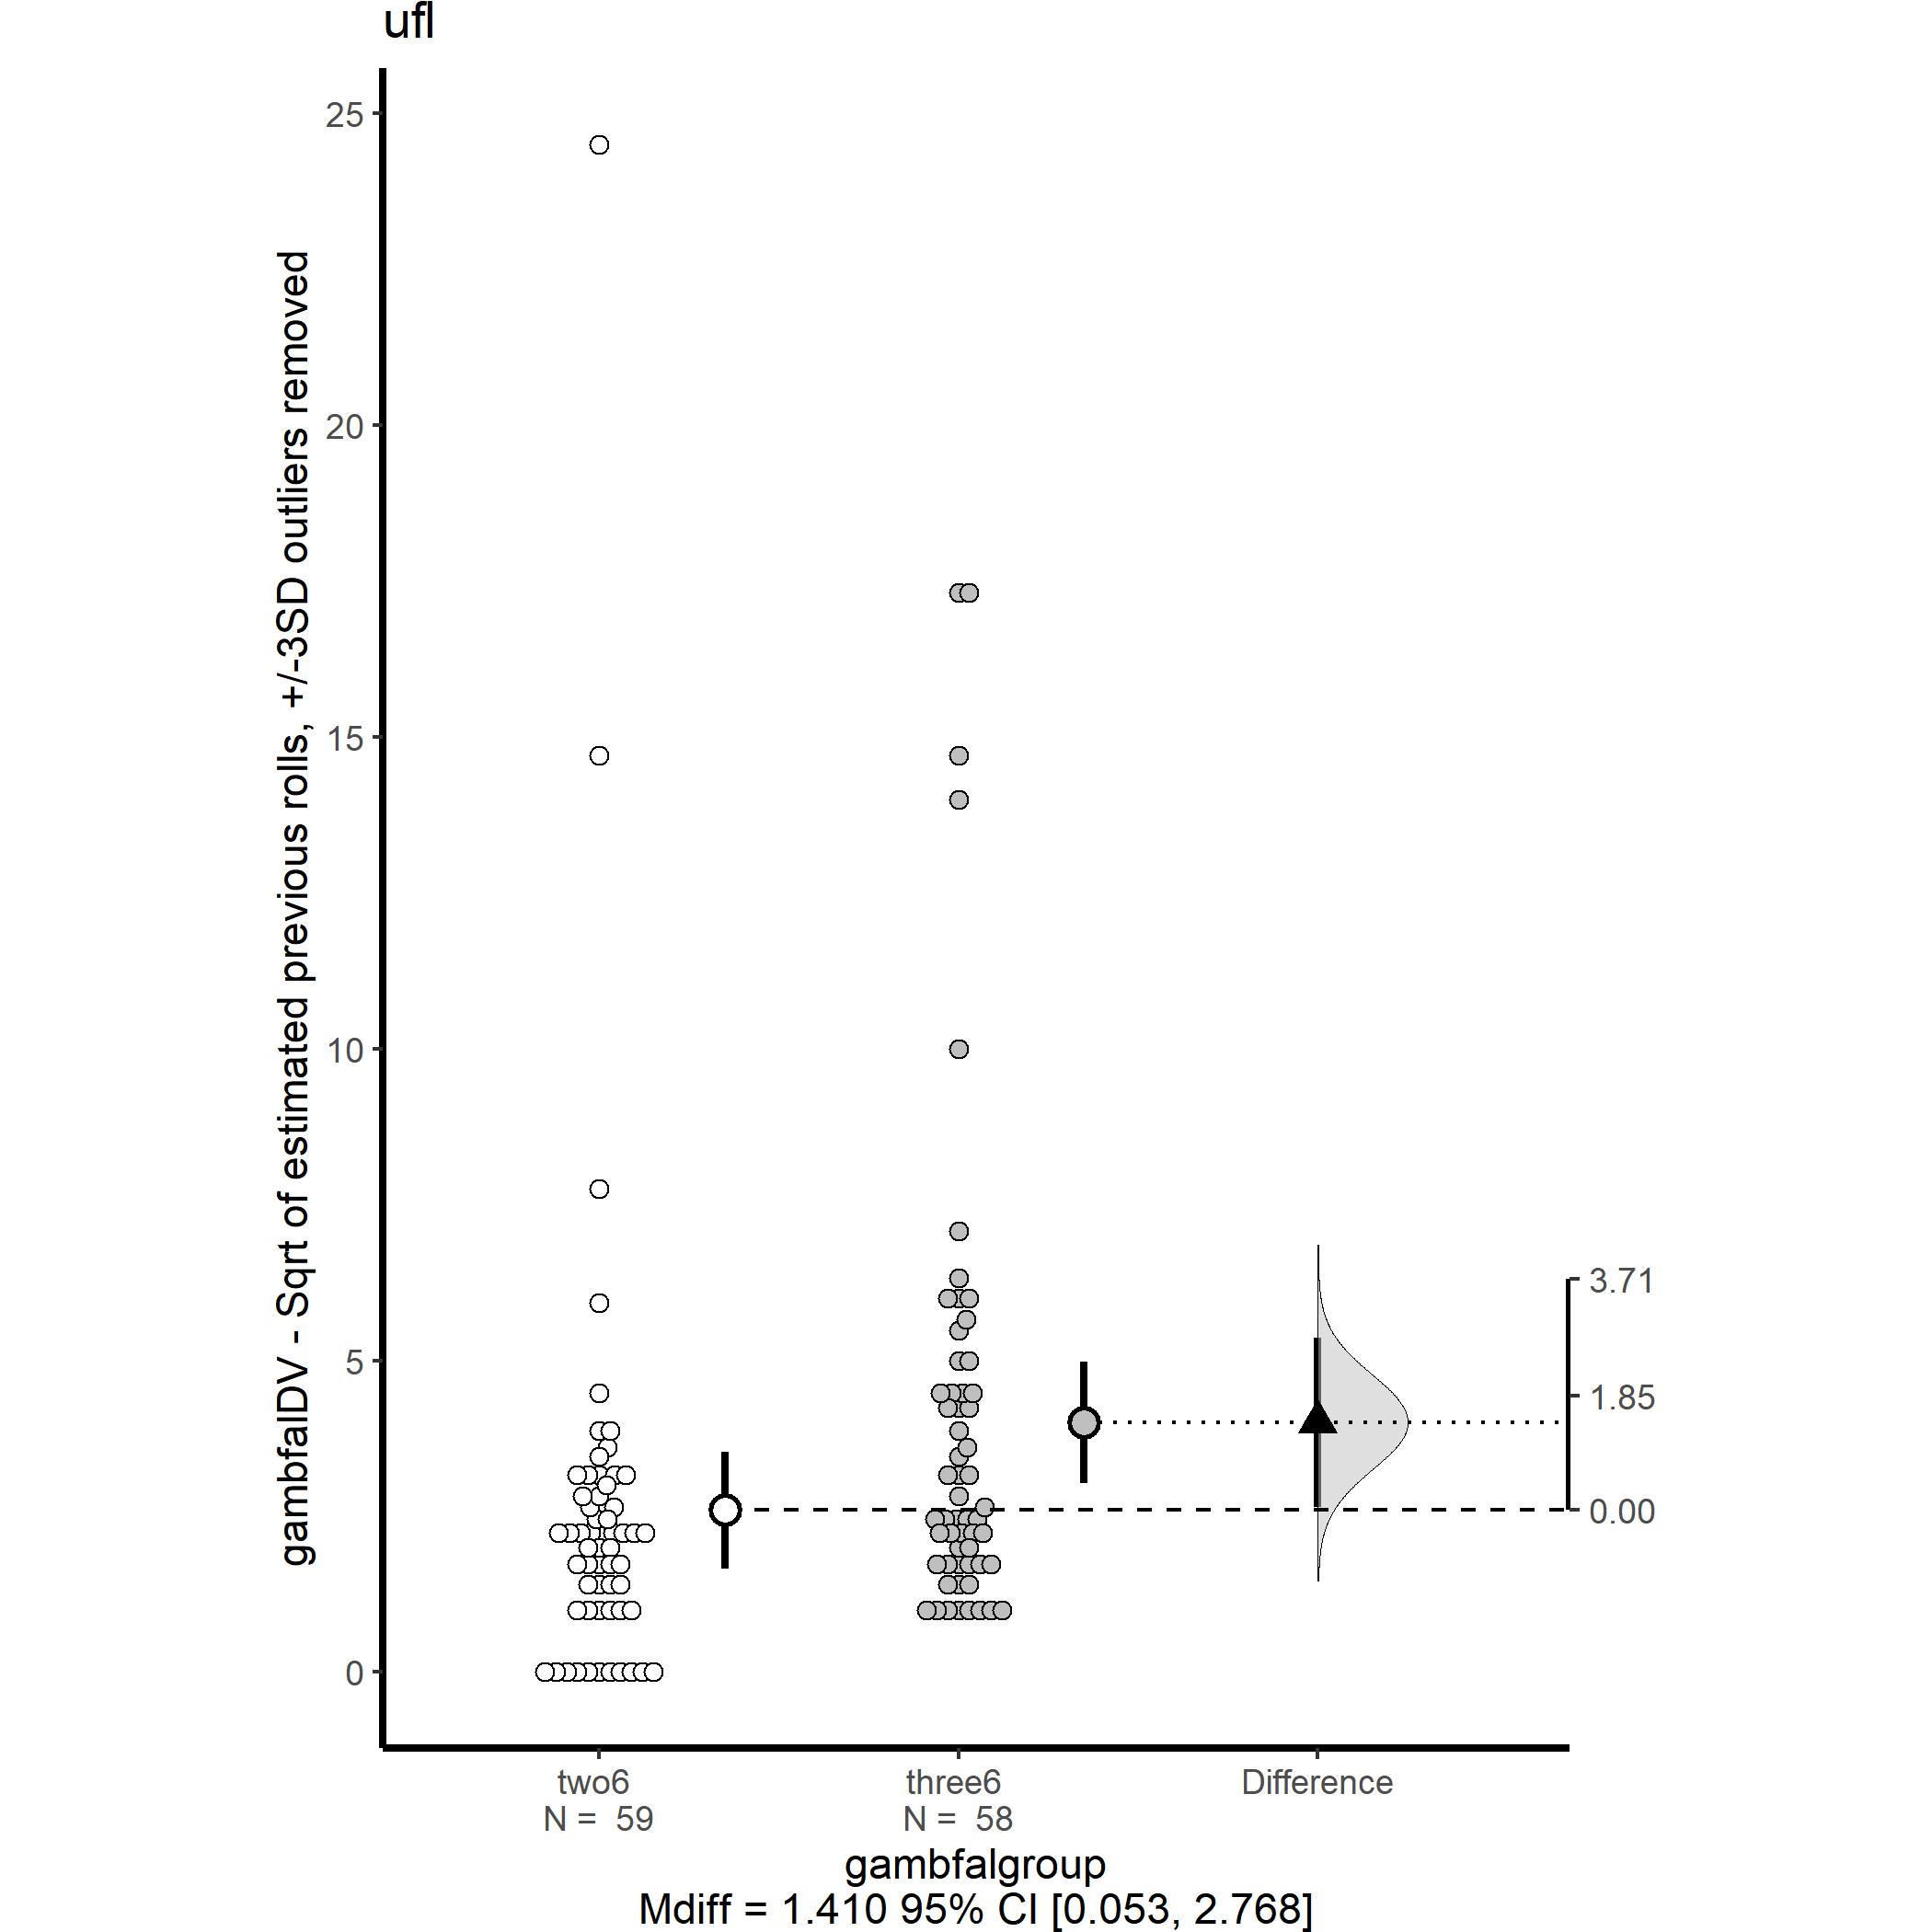 ufl
gambfalDV - Sqrt of estimated previous rolls, +/-3SD outliers removed
25
20
15
10
5
0
3.71
1.85
0.00
two6
N =  59
three6
N =  58
Difference
gambfalgroup
Mdiff = 1.410 95% CI [0.053, 2.768]